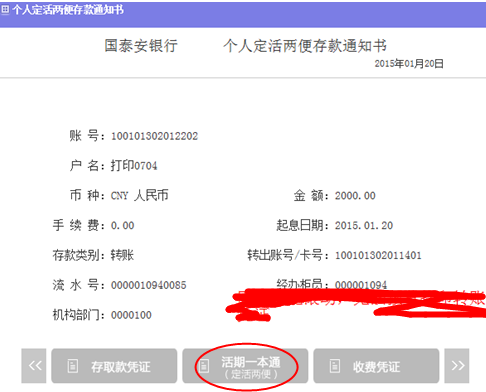 个人定活两便存款通知书
国泰安银行 个人定活两便存款通知书
2015年01月20日
账 号：100101302012202
户 名：打印0704
币 种：CNY 人民币 金 额：2000.00
手 续 费：0.00 起息日期：2015.01.20
存款类别：转账 转出账号/卡号：100101302011401
流 水 号：0000010940085 经办柜员：000001094
转账
机构部门：0000100
<< 存取款凭证 活期一本通 收费凭证 >>
（定活两便）